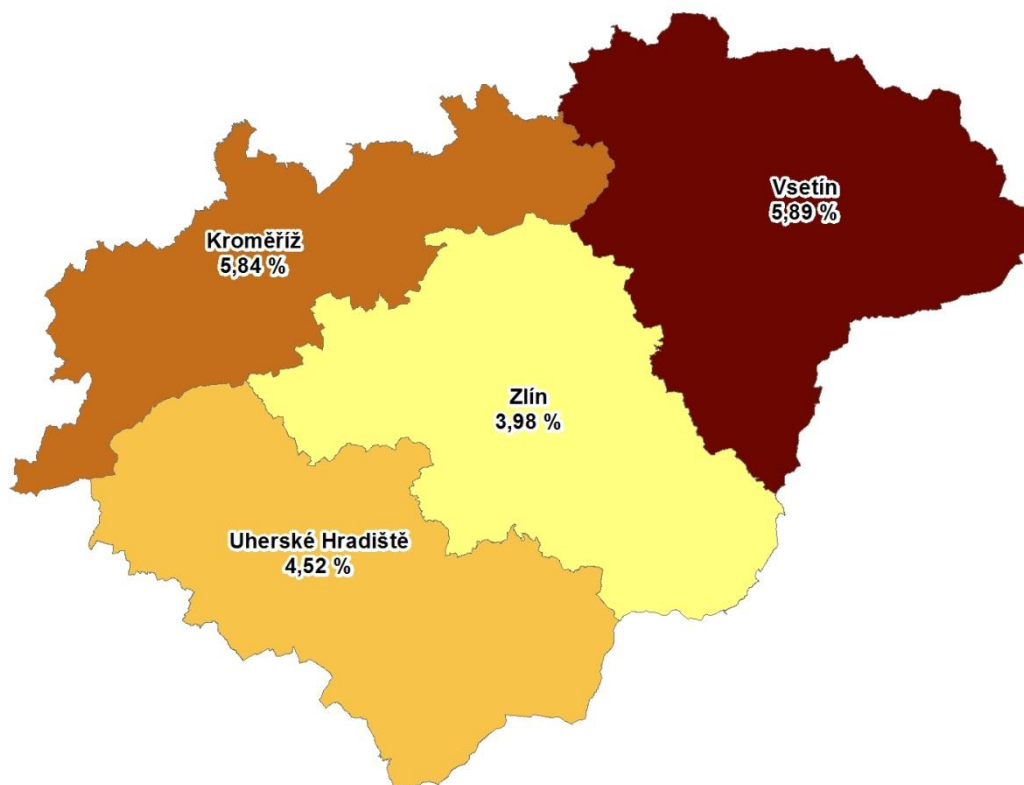 Vsetín
5,89 %
Kroměříž
5,84 %
Zlín
3,98 %
Uherské Hradiště
4,52 %